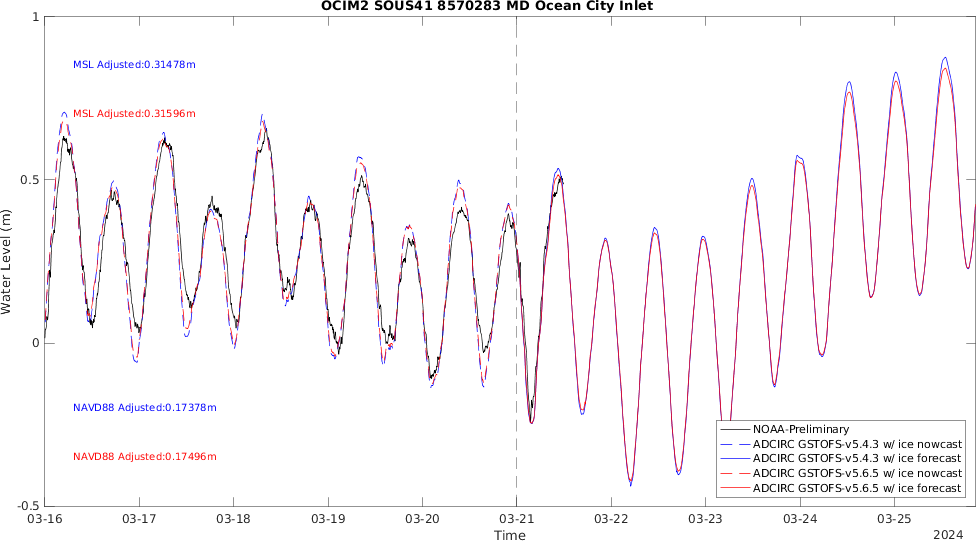 OCIM2 SOUS41 8570283 MD Ocean City Inlet
1
MSL Adjusted:0.31478m
MSL Adjusted:0.31596m
0.5
Water Level (m)
0
NAVD88 Adjusted:0.17378m
NAVD88 Adjusted:0.17496m
NOAA-Preliminary
ADCIRC GSTOFS-v5.4.3 w/ ice nowcast
ADCIRC GSTOFS-v5.4.3 w/ ice forecast
ADCIRC GSTOFS-v5.6.5 w/ ice nowcast
ADCIRC GSTOFS-v5.6.5 w/ ice forecast
-0.5
03-16 03-17 03-18 03-19 03-20 03-21 03-22 03-23 03-24 03-25
Time
2024